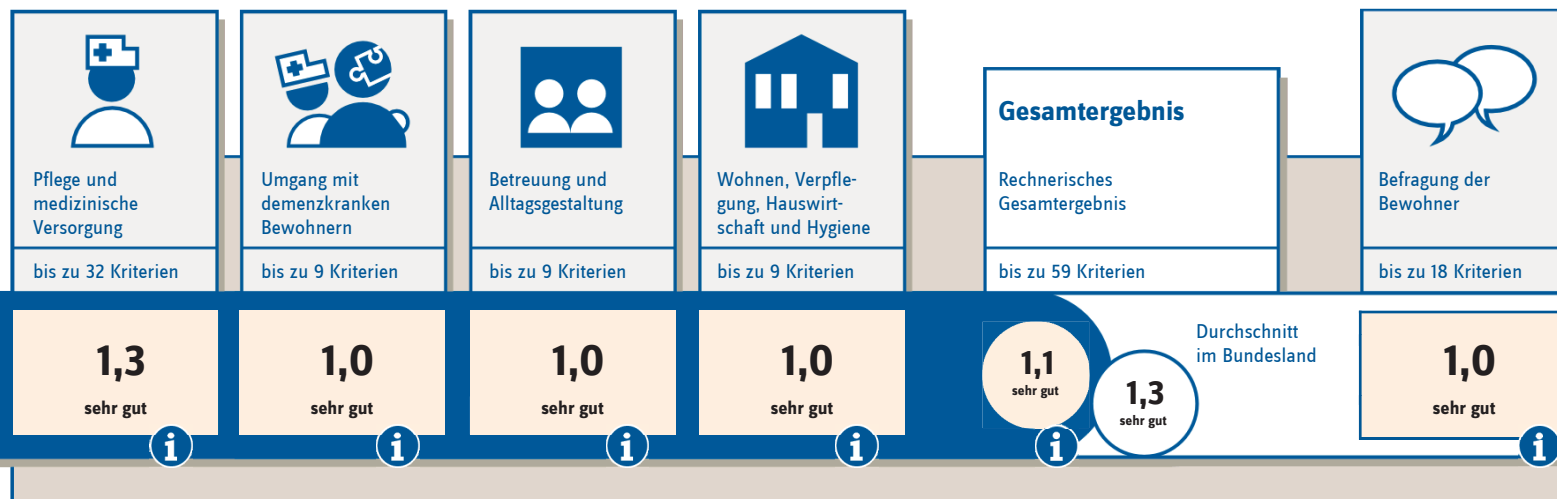 Pflege und
medizinische
Versorgung
bis zu 32 Kriterien
1,3
sehr gut
i
Umgang mit
demenzkranken
Bewohnern
bis zu 9 Kriterien
1,0
sehr gut
i
Betreuung und
Alltagsgestaltung
bis zu 9 Kriterien
1,0
sehr gut
i
Wohnen, Verpfle-
gung, Hauswirt-
schaft und Hygiene
bis zu 9 Kriterien
1,0
sehr gut
i
Gesamtergebnis
Rechnerisches
Gesamtergebnis
bis zu 59 Kriterien
1,1
sehr gut
i
Durchschnitt
im Bundesland
1,3
sehr gut
Befragung der
Bewohner
bis zu 18 Kriterien
1,0
sehr gut
i